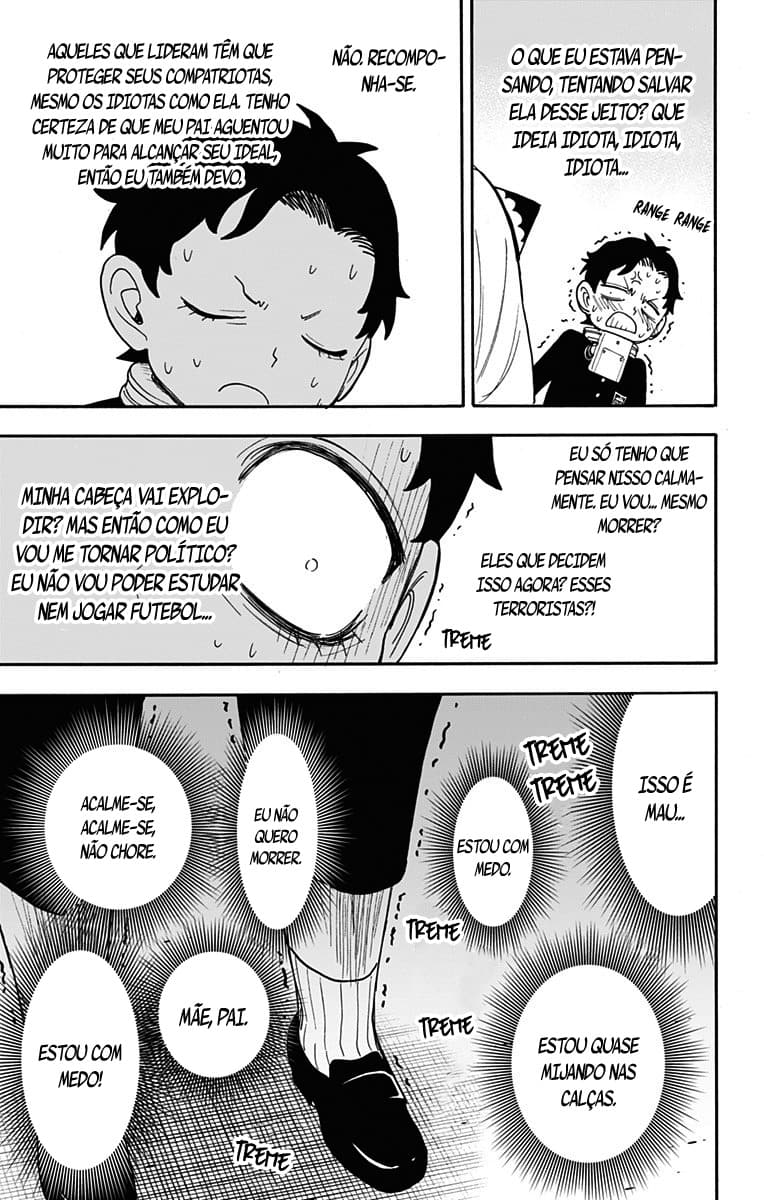 O QUE EU ESTAVA PEN-
SANDO, TENTANDO SALVAR
ELA DESSE JEITO? QUE
IDEIA IDIOTA, IDIOTA,
IDIOTA...
RANGE RANGE
NÃO. RECOMPO-
NHA-SE.
AQUELES QUE LIDERAM TÊM QUE
PROTEGER SEUS COMPATRIOTAS,
MESMO OS IDIOTAS COMO ELA. TENHO
CERTEZA DE QUE MEU PAI AGUENTOU
MUITO PARA ALCANÇAR SEU IDEAL,
ENTÃO EU TAMBÉM DEVO.
EU SÓ TENHO QUE
PENSAR NISSO CALMA-
MENTE. EU VOU... MESMO
MORRER?
ELES QUE DECIDEM
ISSO AGORA? ESSES
TERRORISTAS?!
TREME
MINHA CABEÇA VAI EXPLO-
DIR? MAS ENTÃO COMO EU
VOU ME TORNAR POLÍTICO?
EU NÃO VOU PODER ESTUDAR
NEM JOGAR FUTEBOL...
ISSO É
MAU...
TREME
TREME
ESTOU COM
MEDO.
EU NÃO
QUERO
MORRER.
ACALME-SE,
ACALME-SE,
NÃO CHORE.
TREME
TREME
ESTOU QUASE
MIJANDO NAS
CALÇAS.
MÃE, PAI.
ESTOU COM
MEDO!
TREME